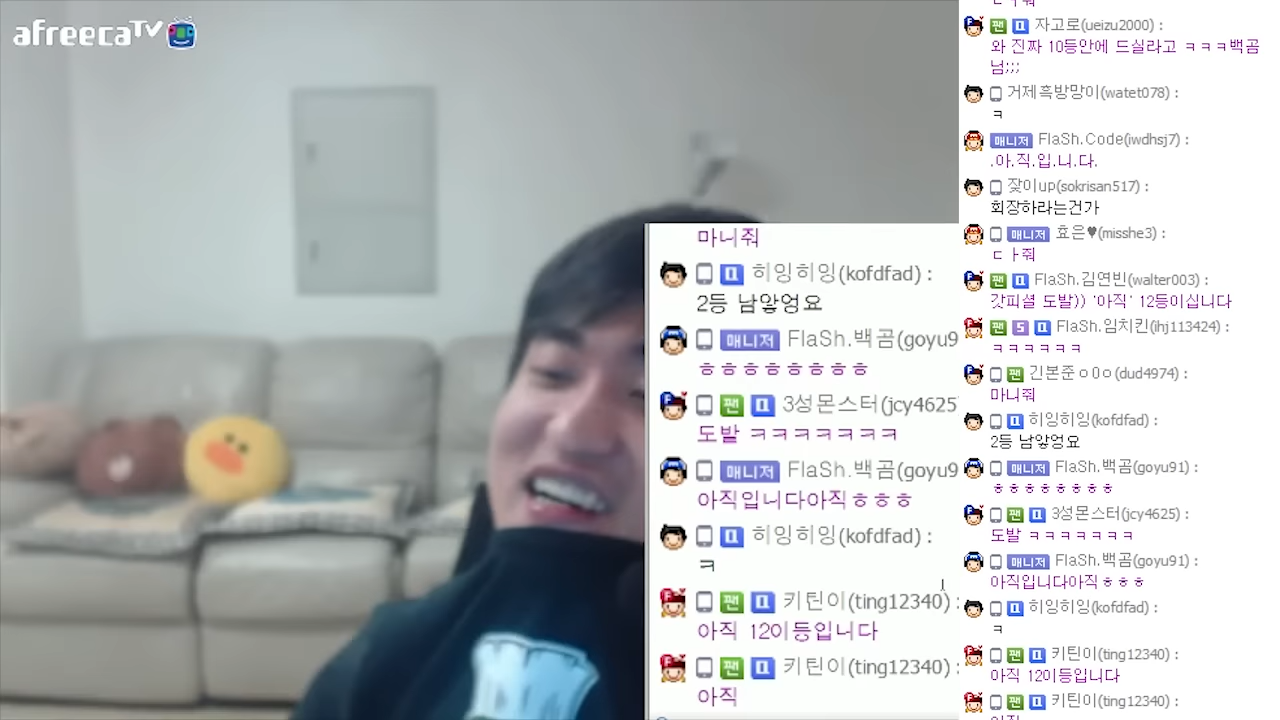 afreecaTV
마니줘
히잉히잉(kofdfad) :
2등 남앟엉요
매니저 FlaSh.백곰(goyu9
ㅎㅎㅎㅎㅎㅎㅎㅎ
팬 3성몬스터(jcy4625
도발 ㅋㅋㅋㅋㅋㅋㅋ
매니저 FlaSh.백곰(goyu9
아직입니다아직ㅎㅎㅎ
히잉히잉(kofdfad) :
ㅋ
팬 키틴이(ting12340) :
아직 12이등입니다
팬 키틴이(ting12340) :
아직
팬 자고로(ueizu2000) :
와 진짜 10등안에 드실라고 ㅋㅋㅋ백곰
님;;;
거제흑방망이(watet078) :
ㅋ
매니저 FlaSh.Code(iwdhsj7) :
.아.직.입.니.다.
잦이up(sokrisan517) :
회장하라는건가
매니저 효은♥(misshe3) :
ㄷㅏ줘
팬 FlaSh.김연빈(walter003) :
갓피셜 도발)) '아직' 12등이십니다
팬 S FlaSh.임치킨(ihj113424) :
ㅋㅋㅋㅋㅋㅋ
팬 긴본준ㅇ0ㅇ(dud4974) :
마니줘
히잉히잉(kofdfad) :
2등 남앟엉요
매니저 FlaSh.백곰(goyu91) :
ㅎㅎㅎㅎㅎㅎㅎㅎ
팬 3성몬스터(jcy4625) :
도발 ㅋㅋㅋㅋㅋㅋㅋ
매니저 FlaSh.백곰(goyu91) :
아직입니다아직ㅎㅎㅎ
히잉히잉(kofdfad) :
ㅋ
팬 키틴이(ting12340) :
아직 12이등입니다
팬 키틴이(ting12340) :